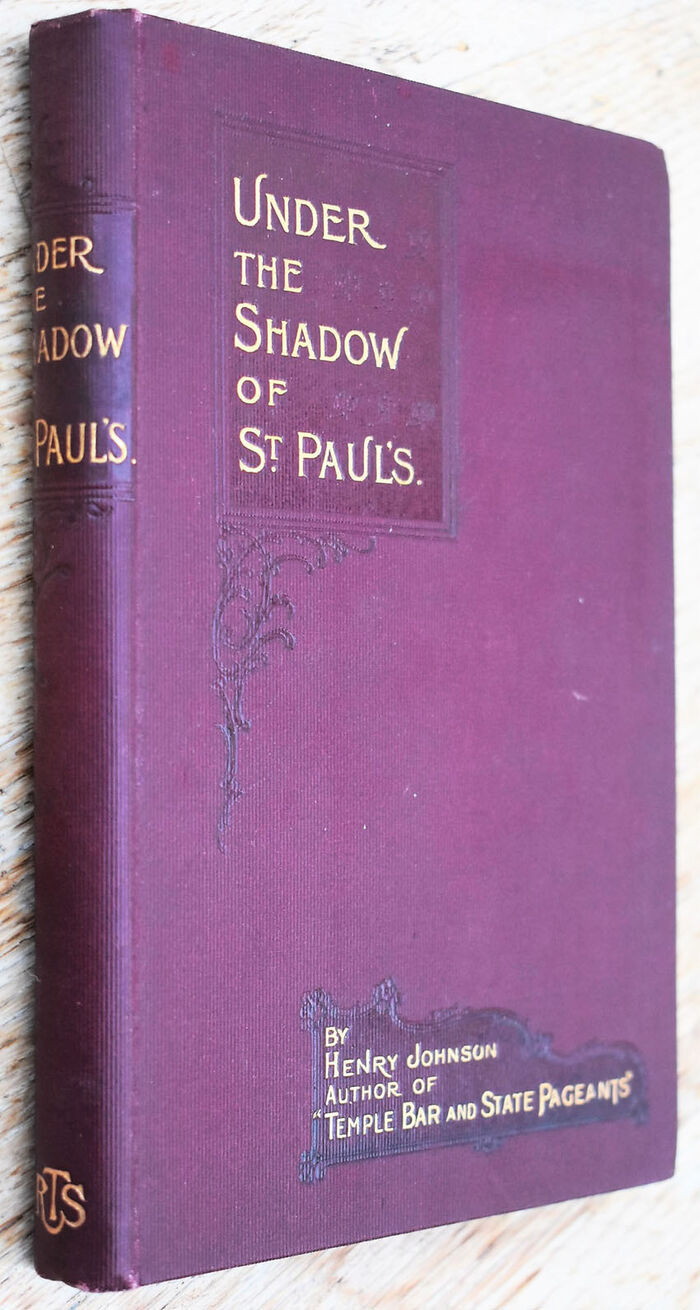 UNDER
THE
SHADOW
OF
ST PAUL'S.
BY
HENRY JOHNSON
AUTHOR OF
"TEMPLE BAR AND STATE PAGEANTS"
DER
E
ADOW
PAUL'S.
RTS